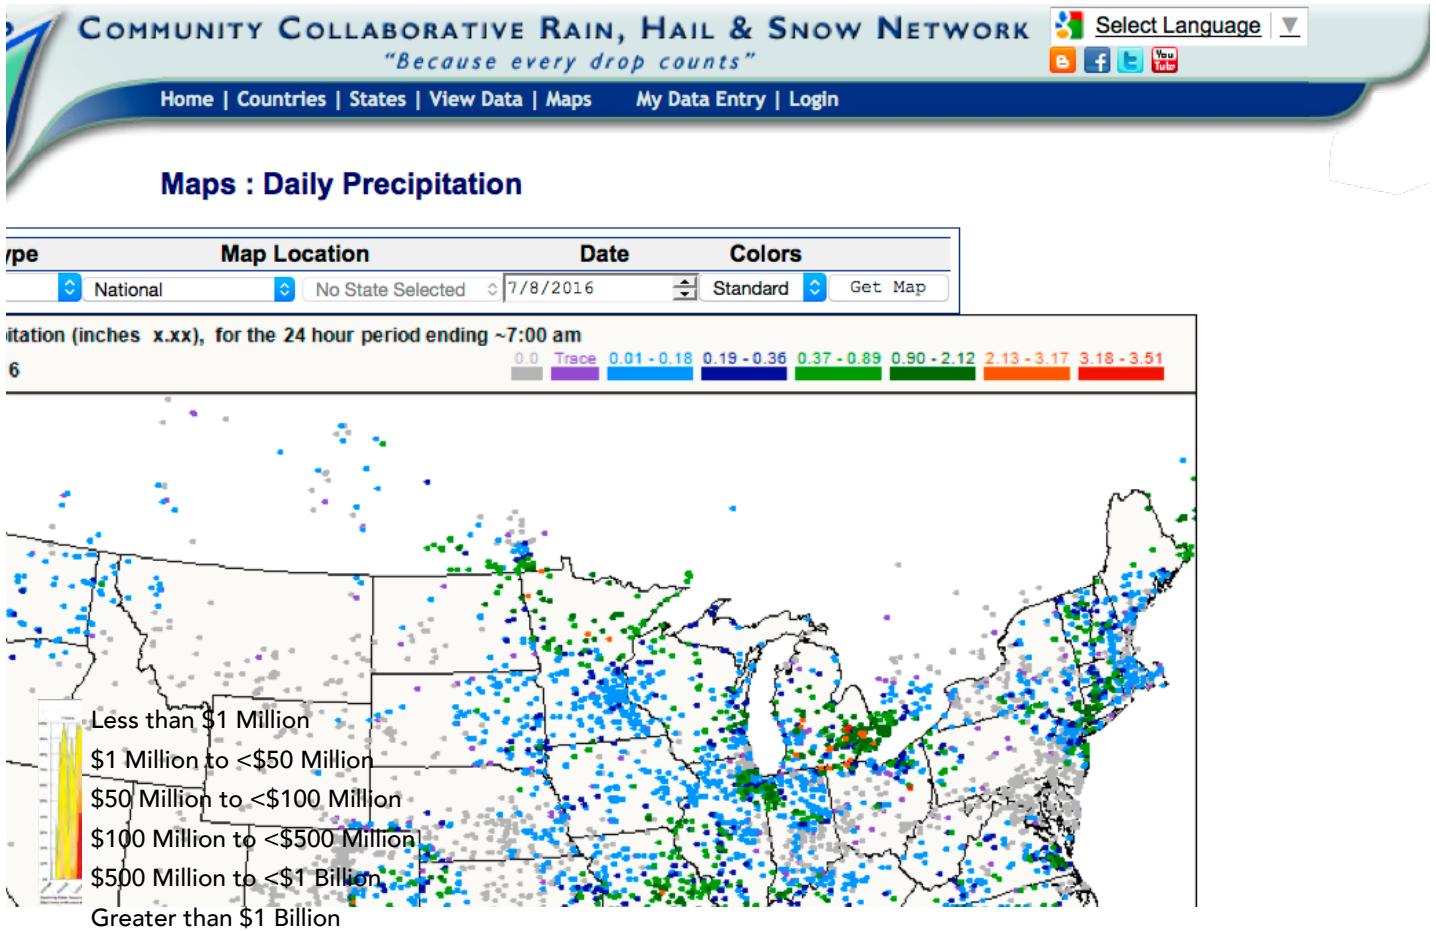 COMMUNITY COLLABORATIVE RAIN, HAIL & SNOW NETWORK
"Because every drop counts"
Select Language ▼
You Tube
Home | Countries | States | View Data | Maps My Data Entry | Login
Maps : Daily Precipitation
ype Map Location Date Colors
National No State Selected 7/8/2016 Standard Get Map
itation (inches x.xx), for the 24 hour period ending ~7:00 am
6
0.0 Trace 0.01 - 0.18 0.19 - 0.36 0.37 - 0.89 0.90 - 2.12 2.13 - 3.17 3.18 - 3.51
Less than $1 Million
$1 Million to <$50 Million
$50 Million to <$100 Million
$100 Million to <$500 Million
$500 Million to <$1 Billion
Greater than $1 Billion